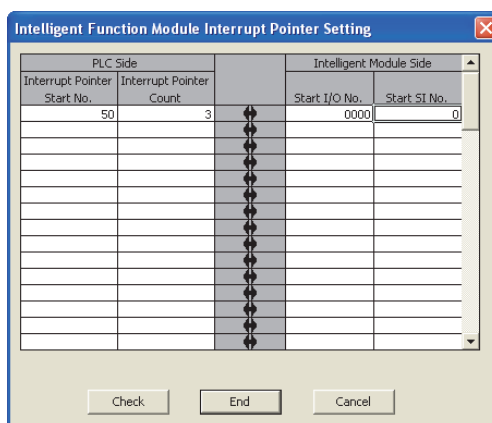 Intelligent Function Module Interrupt Pointer Setting
PLC Side
Intelligent Module Side
Interrupt Pointer Start No.
Interrupt Pointer Count
Start I/O No.
Start SI No.
50 3 0000 0
Check End Cancel